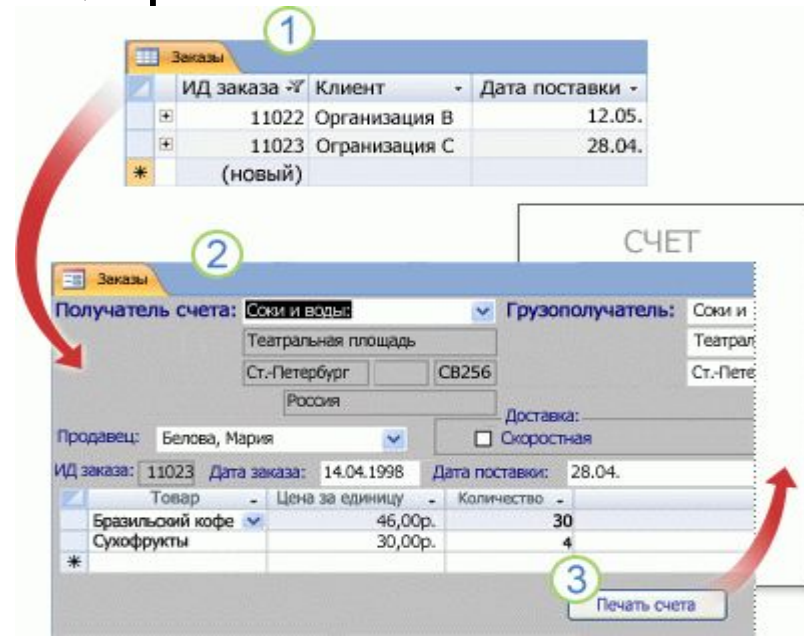 1
Заказы
ИД заказа Клиент Дата поставки
11022 Организация В 12.05.
11023 Огранизация С 28.04.
(новый)
СЧЕТ
2
Заказы
Получатель счета: Соки и воды: Грузополучатель: Соки и
Театральная площадь Театрал
Ст.-Петербург СВ256 Ст.-Пете
Россия
Доставка:
Продавец: Белова, Мария Скоростная
ИД заказа: 11023 Дата заказа: 14.04.1998 Дата поставки: 28.04.
Товар Цена за единицу Количество
Бразильский кофе 46,00р. 30
Сухофрукты 30,00р. 4
3
Печать счета